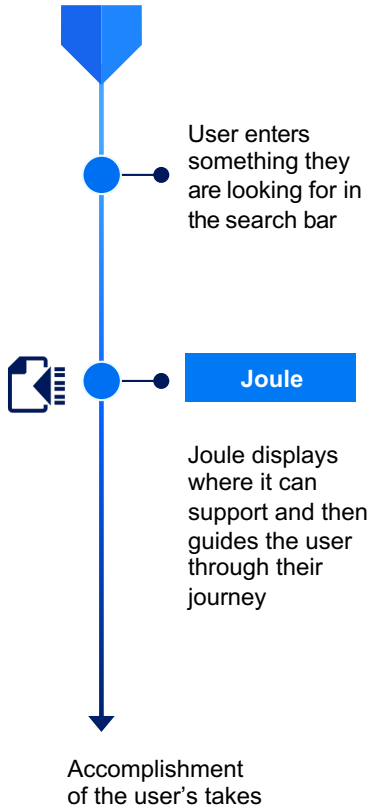 User enters
something they
are looking for in
the search bar
Joule
Joule displays
where it can
support and then
guides the user
through their
journey
Accomplishment
of the user’s takes